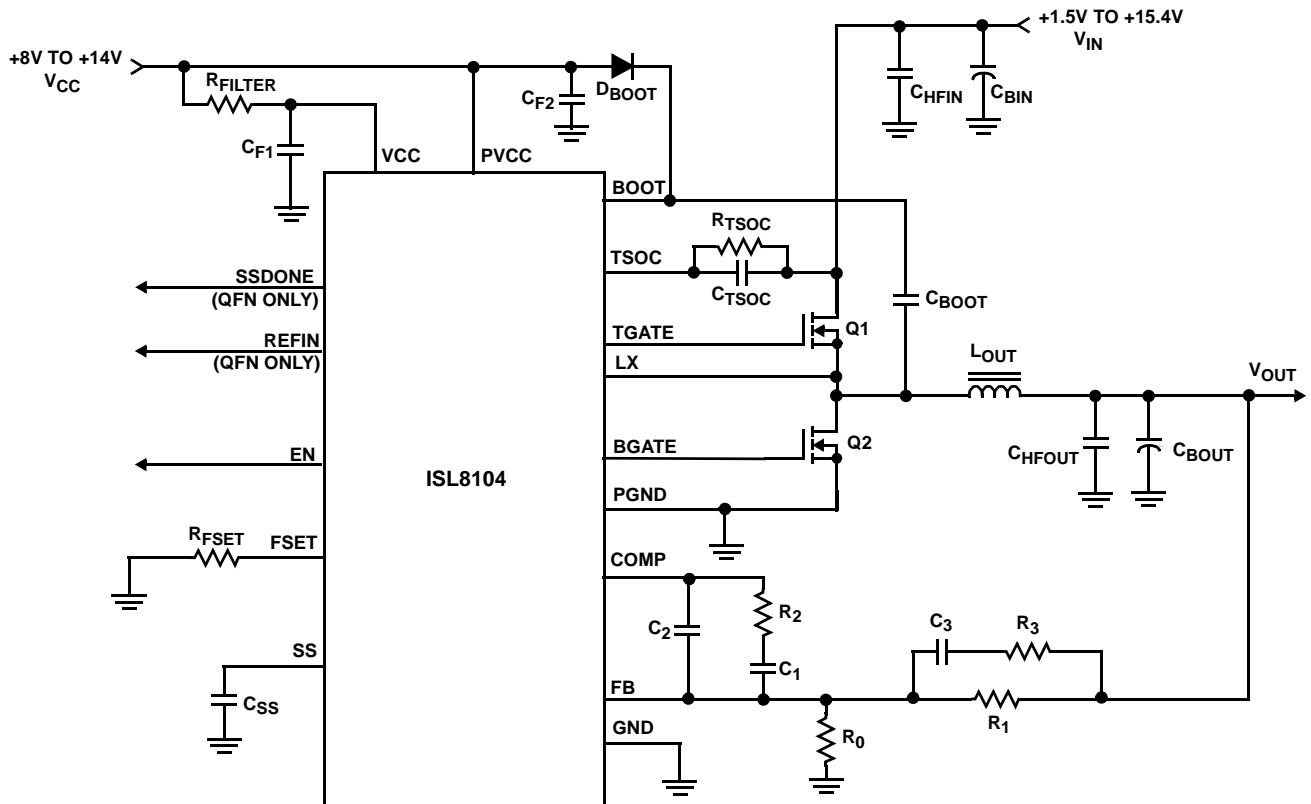 +1.5V TO +15.4V
VIN
+8V TO +14V
VCC
RFILTER
CF1
CF2
DBOOT
CHFIN
CBIN
VCC
PVCC
BOOT
RTSOC
TSOC
CTSOC
CBOOT
SSDONE
(QFN ONLY)
REFIN
(QFN ONLY)
TGATE
Q1
LX
LOUT
VOUT
EN
BGATE
Q2
CHFOUT
CBOUT
ISL8104
PGND
RFSET
FSET
COMP
C2
R2
C1
C3
R3
SS
CSS
FB
R1
GND
R0